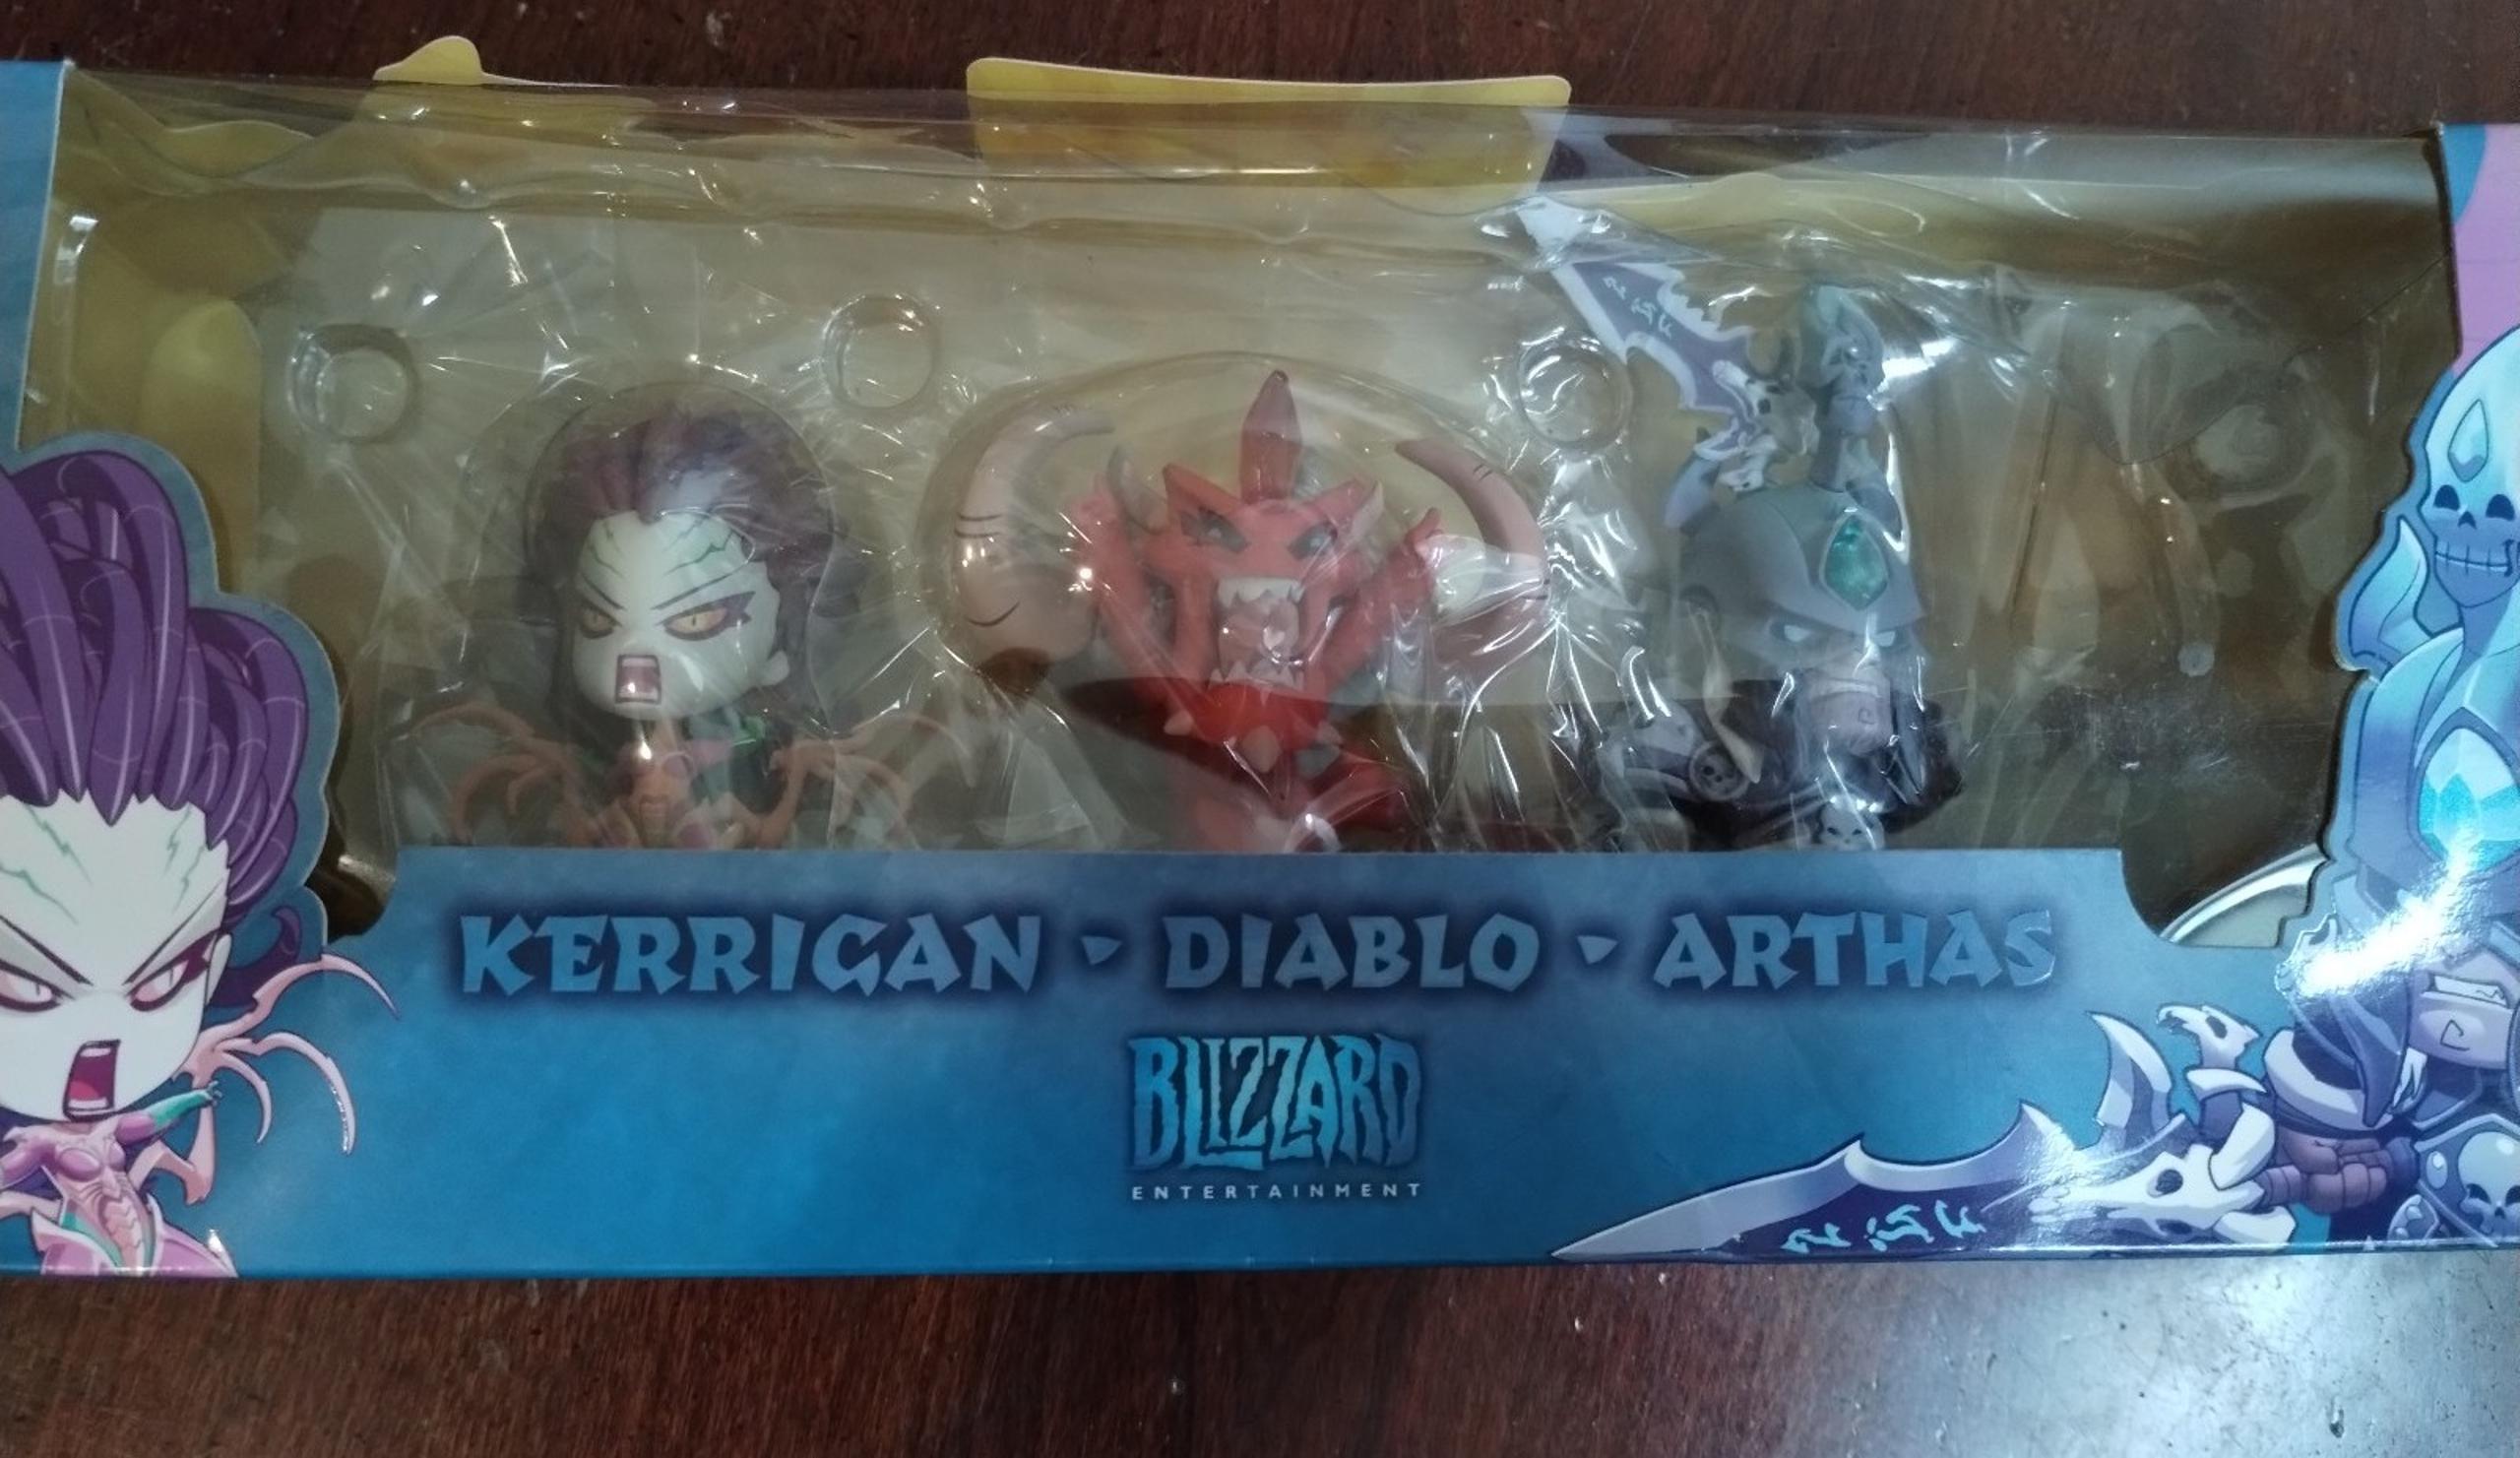 KERRIGAN ▸ DIABLO ▸ ARTHAS
BLIZZARD
ENTERTAINMENT